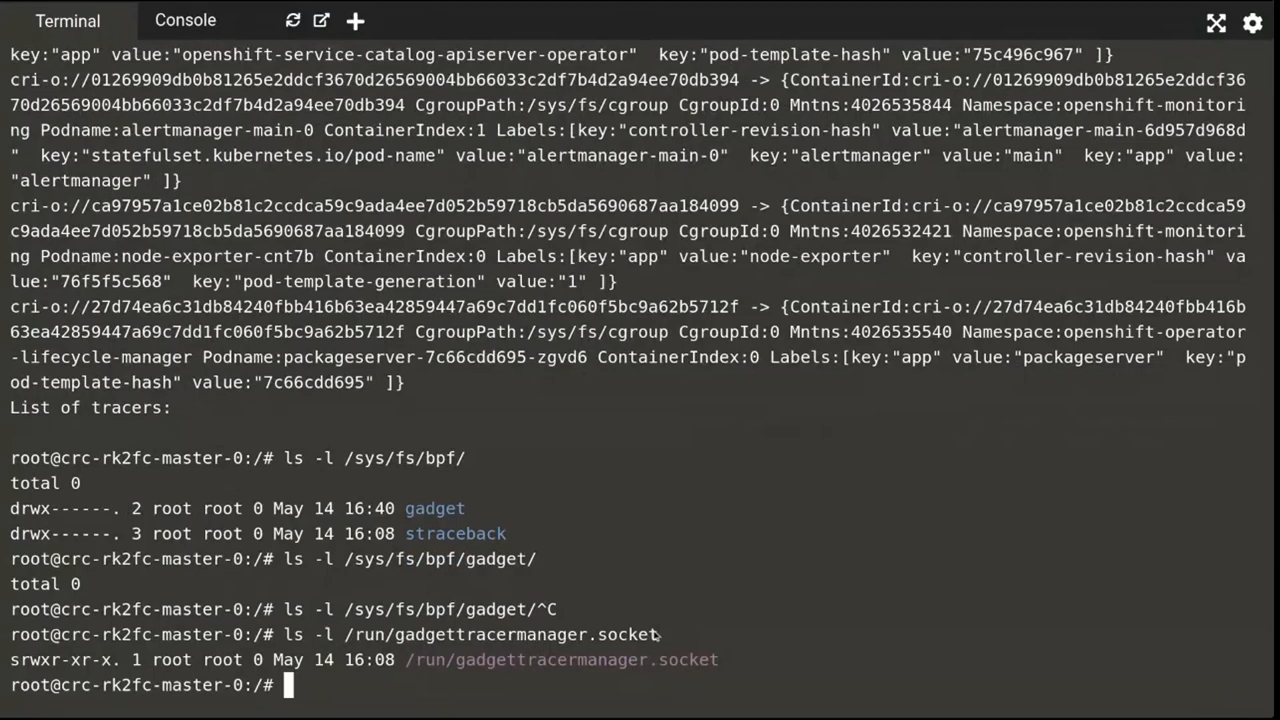 Terminal Console
key:"app" value:"openshift-service-catalog-apiserver-operator"  key:"pod-template-hash" value:"75c496c967" ]}
cri-o://01269909db0b81265e2ddcf3670d26569004bb66033c2df7b4d2a94ee70db394 -> {ContainerId:cri-o://01269909db0b81265e2ddcf36
70d26569004bb66033c2df7b4d2a94ee70db394 CgroupPath:/sys/fs/cgroup CgroupId:0 Mntns:4026535844 Namespace:openshift-monitori
ng Podname:alertmanager-main-0 ContainerIndex:1 Labels:[key:"controller-revision-hash" value:"alertmanager-main-6d957d968d
"  key:"statefulset.kubernetes.io/pod-name" value:"alertmanager-main-0"  key:"alertmanager" value:"main"  key:"app" value:
"alertmanager" ]}
cri-o://ca97957a1ce02b81c2ccdca59c9ada4ee7d052b59718cb5da5690687aa184099 -> {ContainerId:cri-o://ca97957a1ce02b81c2ccdca59
c9ada4ee7d052b59718cb5da5690687aa184099 CgroupPath:/sys/fs/cgroup CgroupId:0 Mntns:4026532421 Namespace:openshift-monitori
ng Podname:node-exporter-cnt7b ContainerIndex:0 Labels:[key:"app" value:"node-exporter"  key:"controller-revision-hash" va
lue:"76f5f5c568"  key:"pod-template-generation" value:"1" ]}
cri-o://27d74ea6c31db84240fbb416b63ea42859447a69c7dd1fc060f5bc9a62b5712f -> {ContainerId:cri-o://27d74ea6c31db84240fbb416b
63ea42859447a69c7dd1fc060f5bc9a62b5712f CgroupPath:/sys/fs/cgroup CgroupId:0 Mntns:4026535540 Namespace:openshift-operator
-lifecycle-manager Podname:packageserver-7c66cdd695-zgvd6 ContainerIndex:0 Labels:[key:"app" value:"packageserver"  key:"p
od-template-hash" value:"7c66cdd695" ]}
List of tracers:
root@crc-rk2fc-master-0:/# ls -l /sys/fs/bpf/
total 0
drwx------. 2 root root 0 May 14 16:40 gadget
drwx------. 3 root root 0 May 14 16:08 straceback
root@crc-rk2fc-master-0:/# ls -l /sys/fs/bpf/gadget/
total 0
root@crc-rk2fc-master-0:/# ls -l /sys/fs/bpf/gadget/^C
root@crc-rk2fc-master-0:/# ls -l /run/gadgettracermanager.socket
srwxr-xr-x. 1 root root 0 May 14 16:08 /run/gadgettracermanager.socket
root@crc-rk2fc-master-0:/#